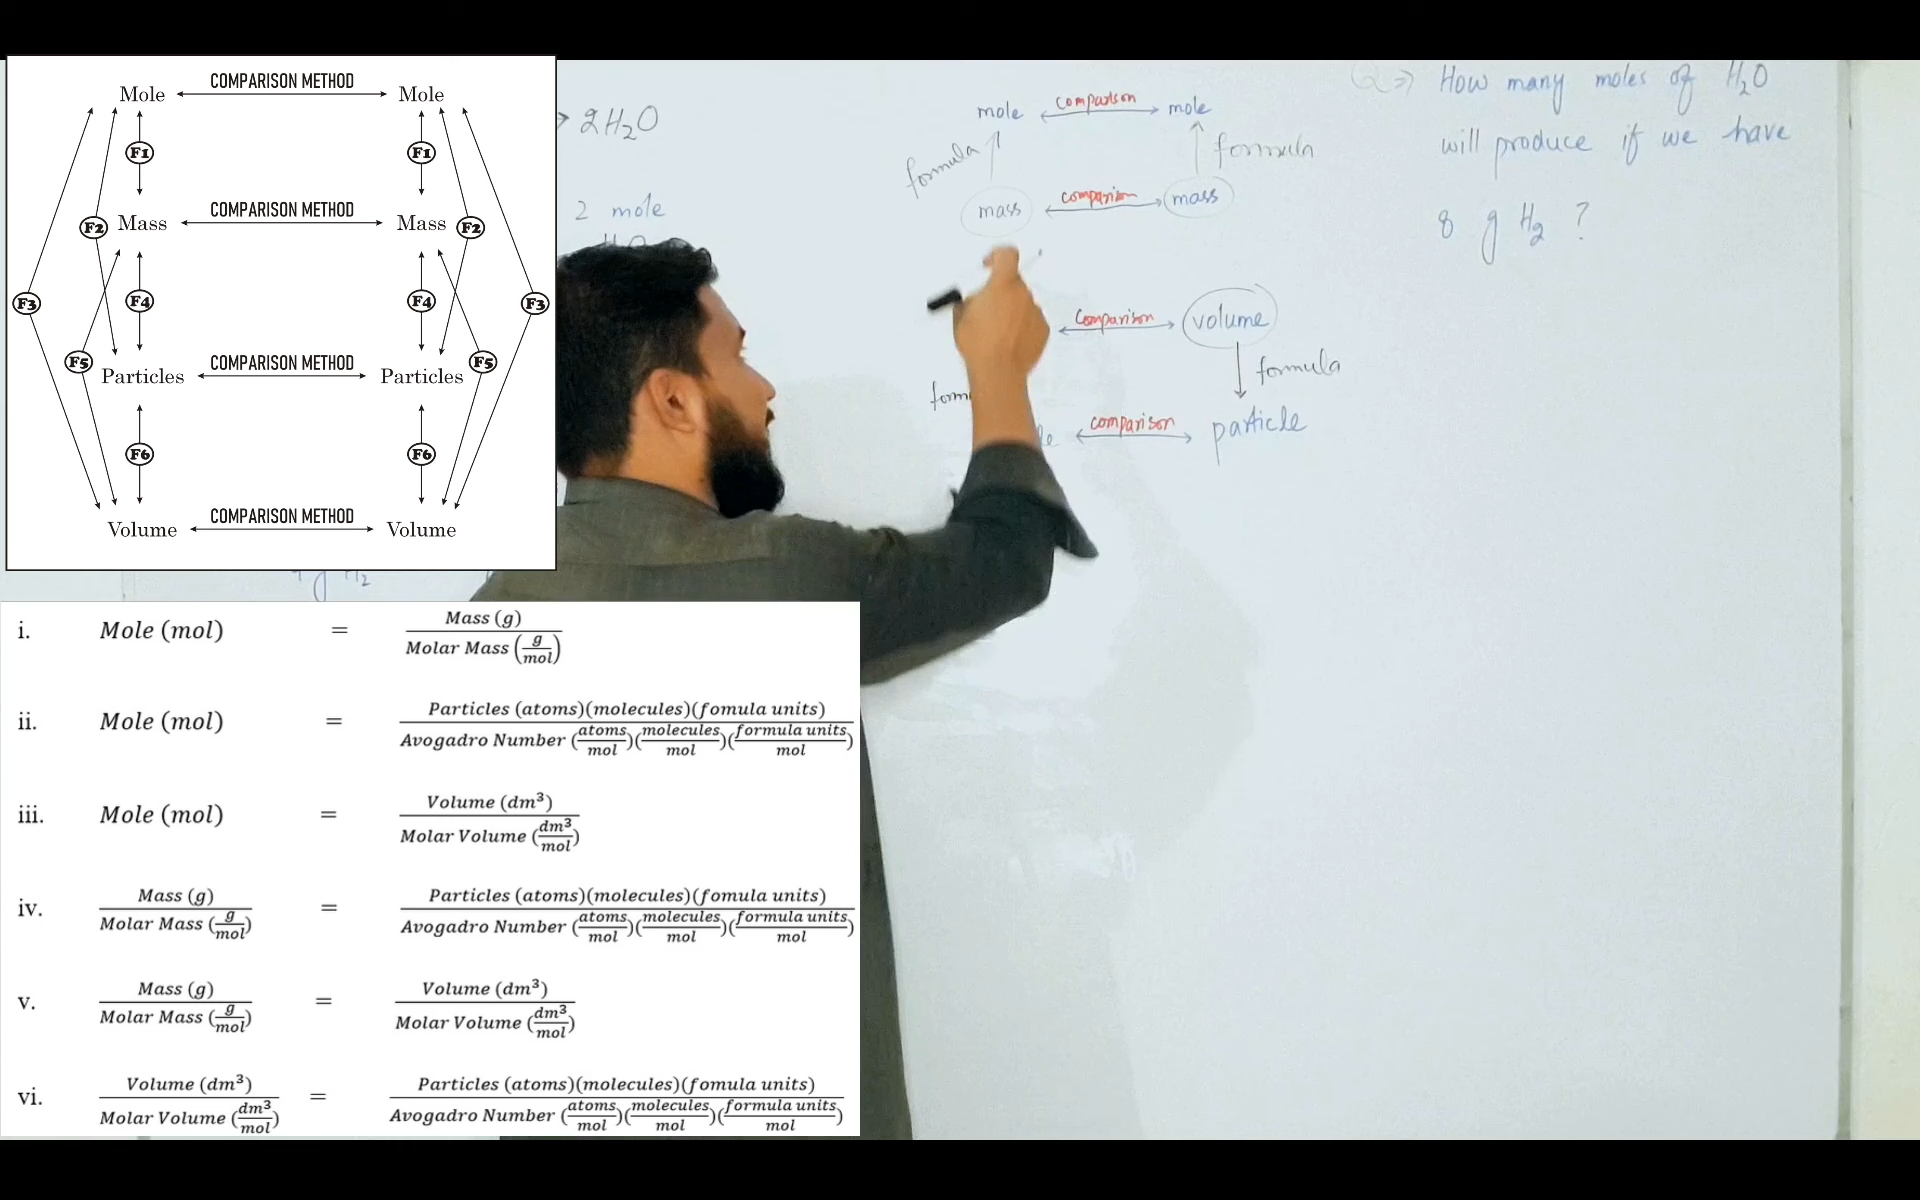 Mole COMPARISON METHOD Mole
F1 F1
Mass COMPARISON METHOD Mass
F2 F2
F3 F4 F4 F3
F5 F5
Particles COMPARISON METHOD Particles
F6 F6
Volume COMPARISON METHOD Volume
→ 2H₂O
2 mole
g H₂
mole comparison mole
formula formula
mass comparison mass
comparison volume
formula
comparison particle
Q⇒ How many moles of H₂O
will produce if we have
8 g H₂ ?
i. Mole (mol) = Mass (g) / Molar Mass (g/mol)
ii. Mole (mol) = Particles (atoms)(molecules)(fomula units) / Avogadro Number (atoms/mol)(molecules/mol)(formula units/mol)
iii. Mole (mol) = Volume (dm³) / Molar Volume (dm³/mol)
iv. Mass (g) / Molar Mass (g/mol) = Particles (atoms)(molecules)(fomula units) / Avogadro Number (atoms/mol)(molecules/mol)(formula units/mol)
v. Mass (g) / Molar Mass (g/mol) = Volume (dm³) / Molar Volume (dm³/mol)
vi. Volume (dm³) / Molar Volume (dm³/mol) = Particles (atoms)(molecules)(fomula units) / Avogadro Number (atoms/mol)(molecules/mol)(formula units/mol)